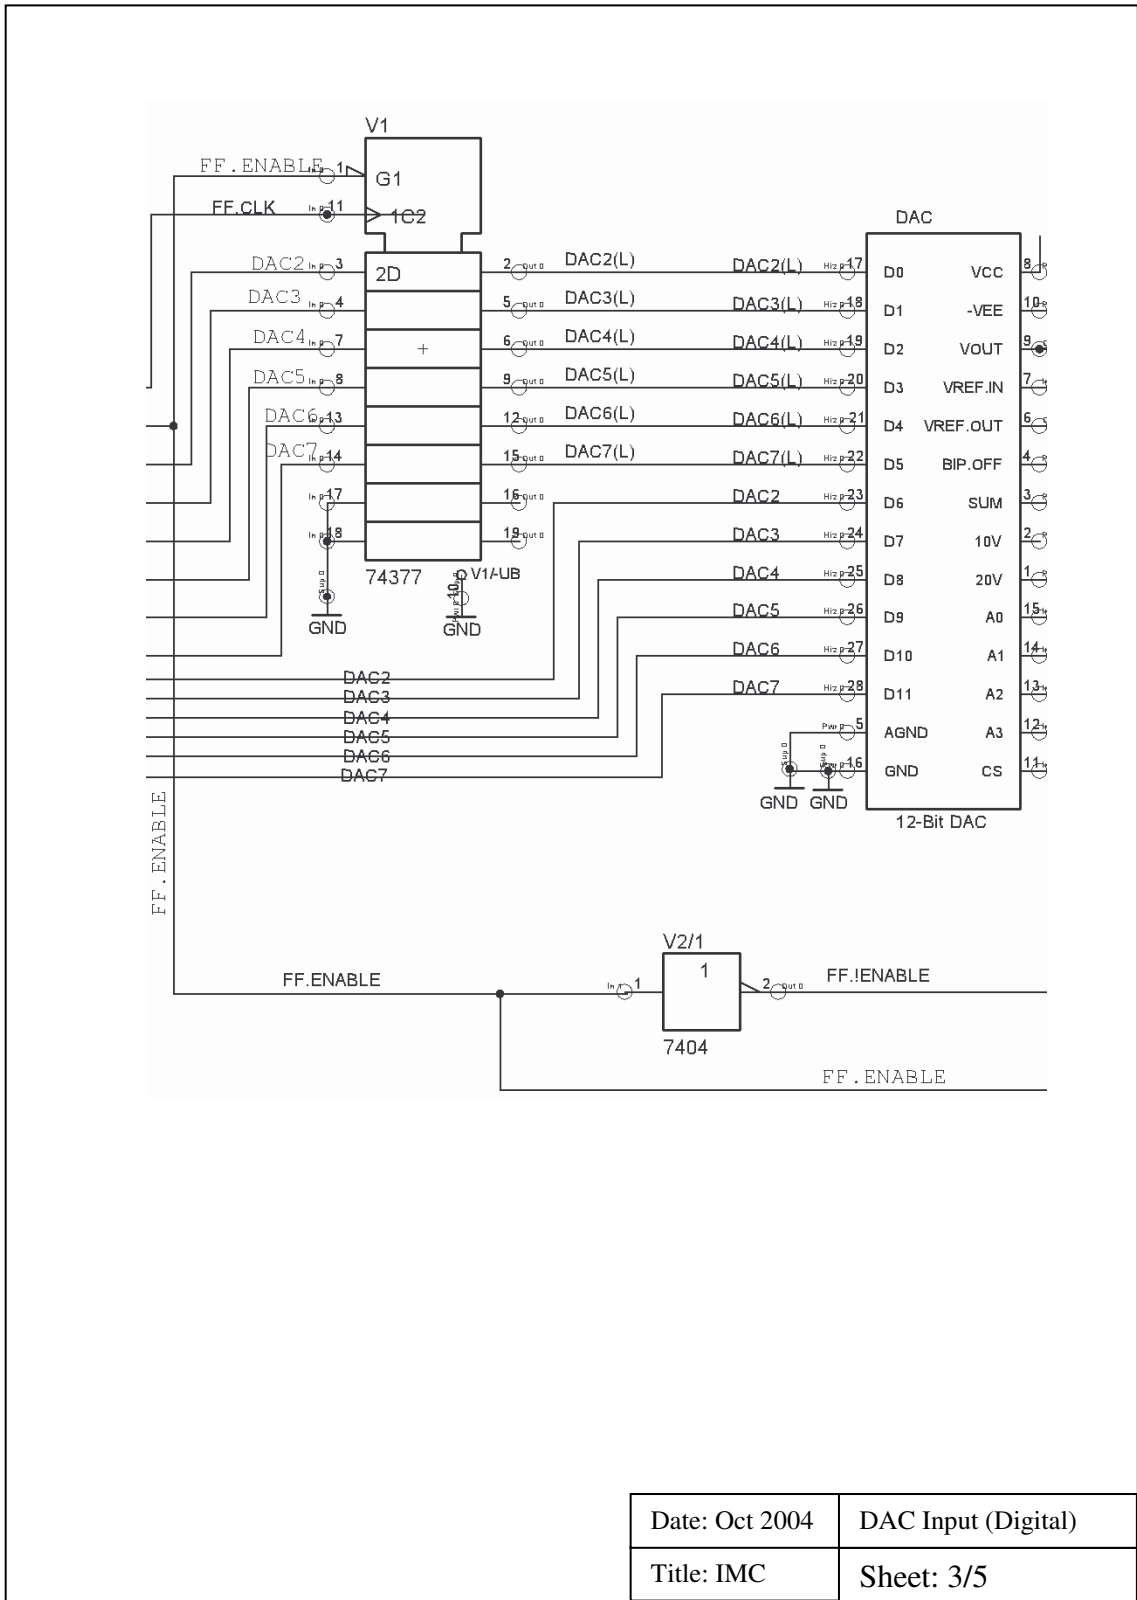 V1
FF.ENABLE 1 G1
FF.CLK 11 1C2
DAC
DAC2 3 2D 2 DAC2(L) DAC2(L) 17 D0 VCC 8
DAC3 4 5 DAC3(L) DAC3(L) 18 D1 -VEE 10
DAC4 7 + 6 DAC4(L) DAC4(L) 19 D2 VOUT 9
DAC5 8 9 DAC5(L) DAC5(L) 20 D3 VREF.IN 7
DAC6 13 12 DAC6(L) DAC6(L) 21 D4 VREF.OUT 6
DAC7 14 15 DAC7(L) DAC7(L) 22 D5 BIP.OFF 4
17 16 DAC2 23 D6 SUM 3
18 19 DAC3 24 D7 10V 2
74377 V1/-UB DAC4 25 D8 20V 1
10
GND GND DAC5 26 D9 A0 15
DAC6 27 D10 A1 14
DAC2 DAC7 28 D11 A2 13
DAC3
DAC4 5 AGND A3 12
DAC5
DAC6
DAC7 16 GND CS 11
GND GND
12-Bit DAC
FF.ENABLE
V2/1
FF.ENABLE 1 1 2 FF.!ENABLE
7404
FF.ENABLE
Date: Oct 2004 DAC Input (Digital)
Title: IMC Sheet: 3/5